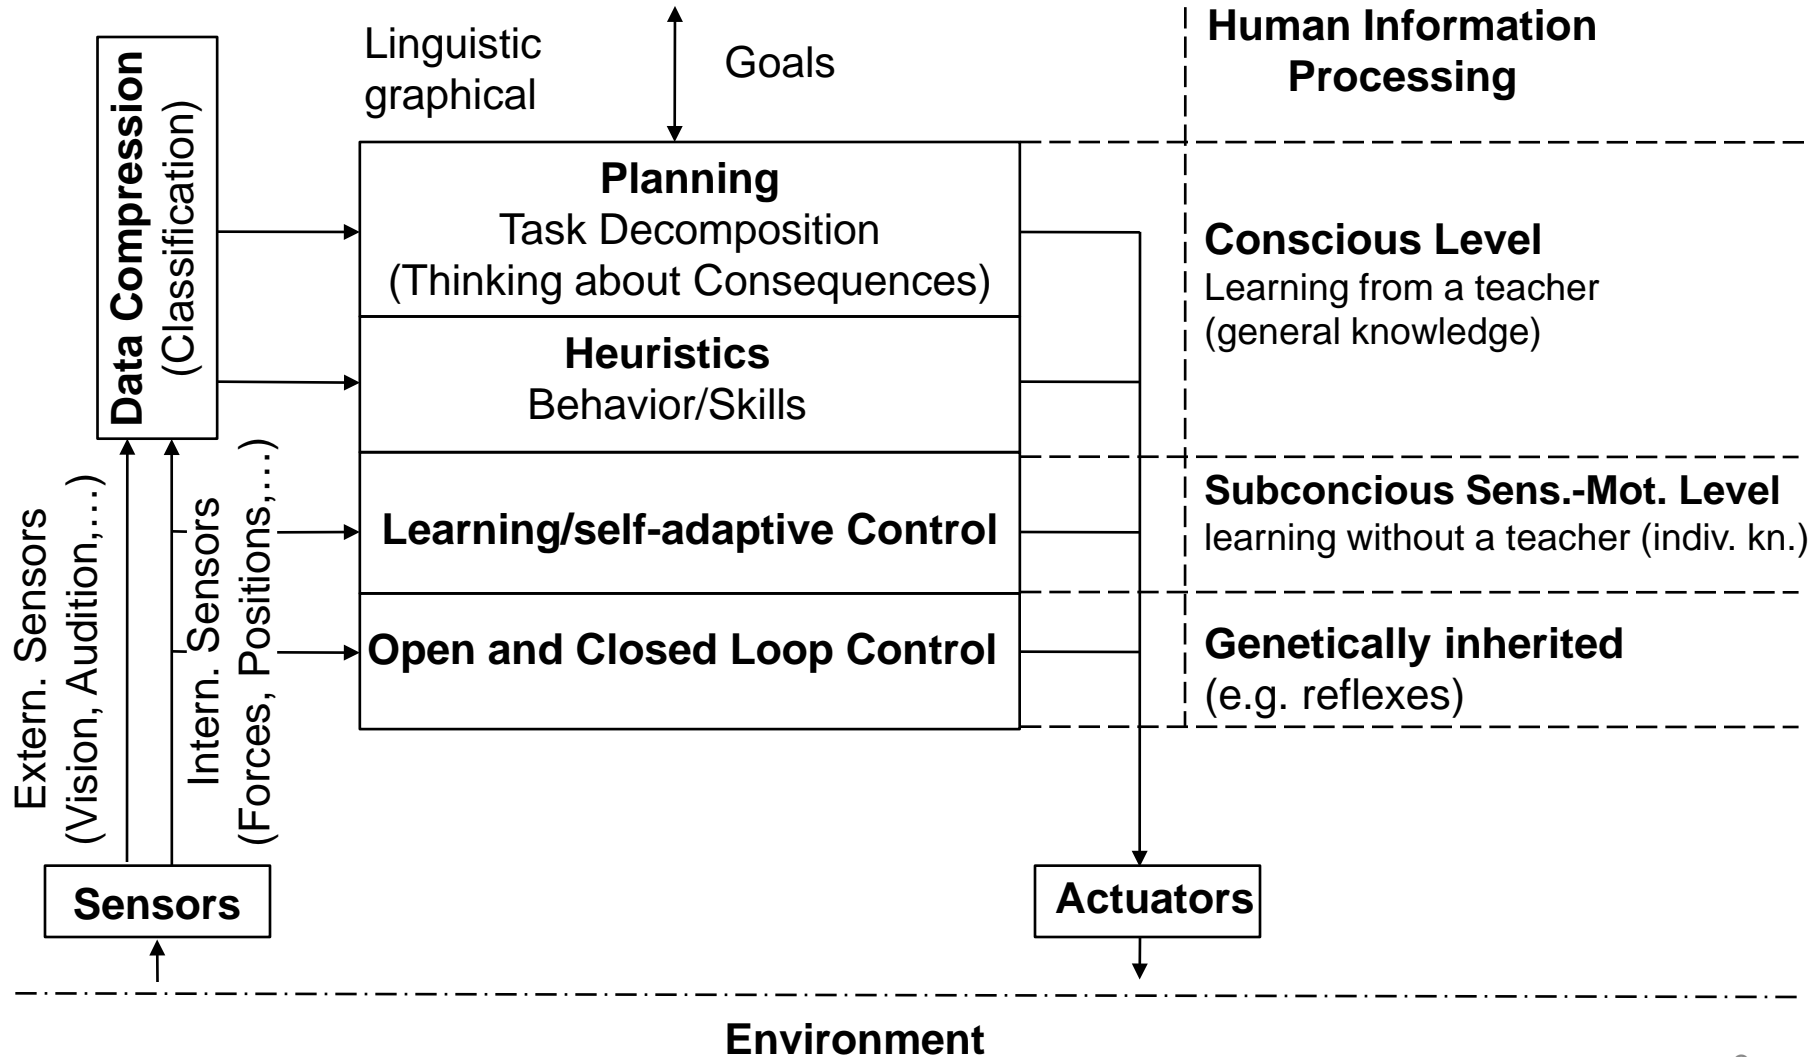 Linguistic
graphical
Goals
Human Information
Processing
Data Compression
(Classification)
Planning
Task Decomposition
(Thinking about Consequences)
Conscious Level
Learning from a teacher
(general knowledge)
Heuristics
Behavior/Skills
Extern. Sensors
(Vision, Audition,…)
Intern. Sensors
(Forces, Positions,…)
Learning/self-adaptive Control
Subconcious Sens.-Mot. Level
learning without a teacher (indiv. kn.)
Open and Closed Loop Control
Genetically inherited
(e.g. reflexes)
Sensors
Actuators
Environment